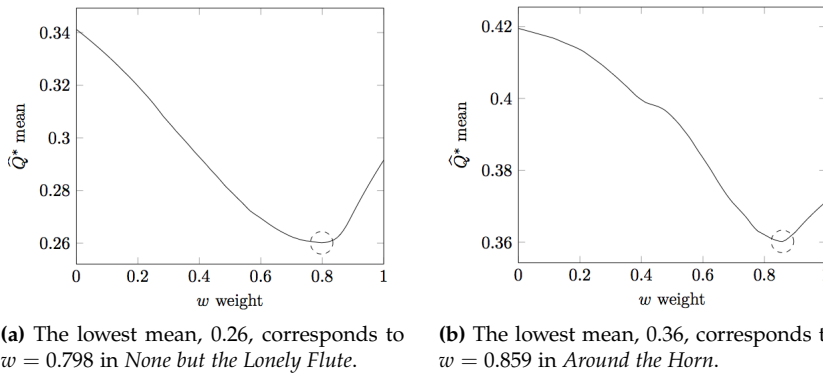 0.34
0.32
0.3
0.28
0.26
Q̂* mean
0 0.2 0.4 0.6 0.8 1
w weight
0.42
0.4
0.38
0.36
Q̂* mean
0 0.2 0.4 0.6 0.8
w weight
(a) The lowest mean, 0.26, corresponds to
w = 0.798 in None but the Lonely Flute.
(b) The lowest mean, 0.36, corresponds t
w = 0.859 in Around the Horn.